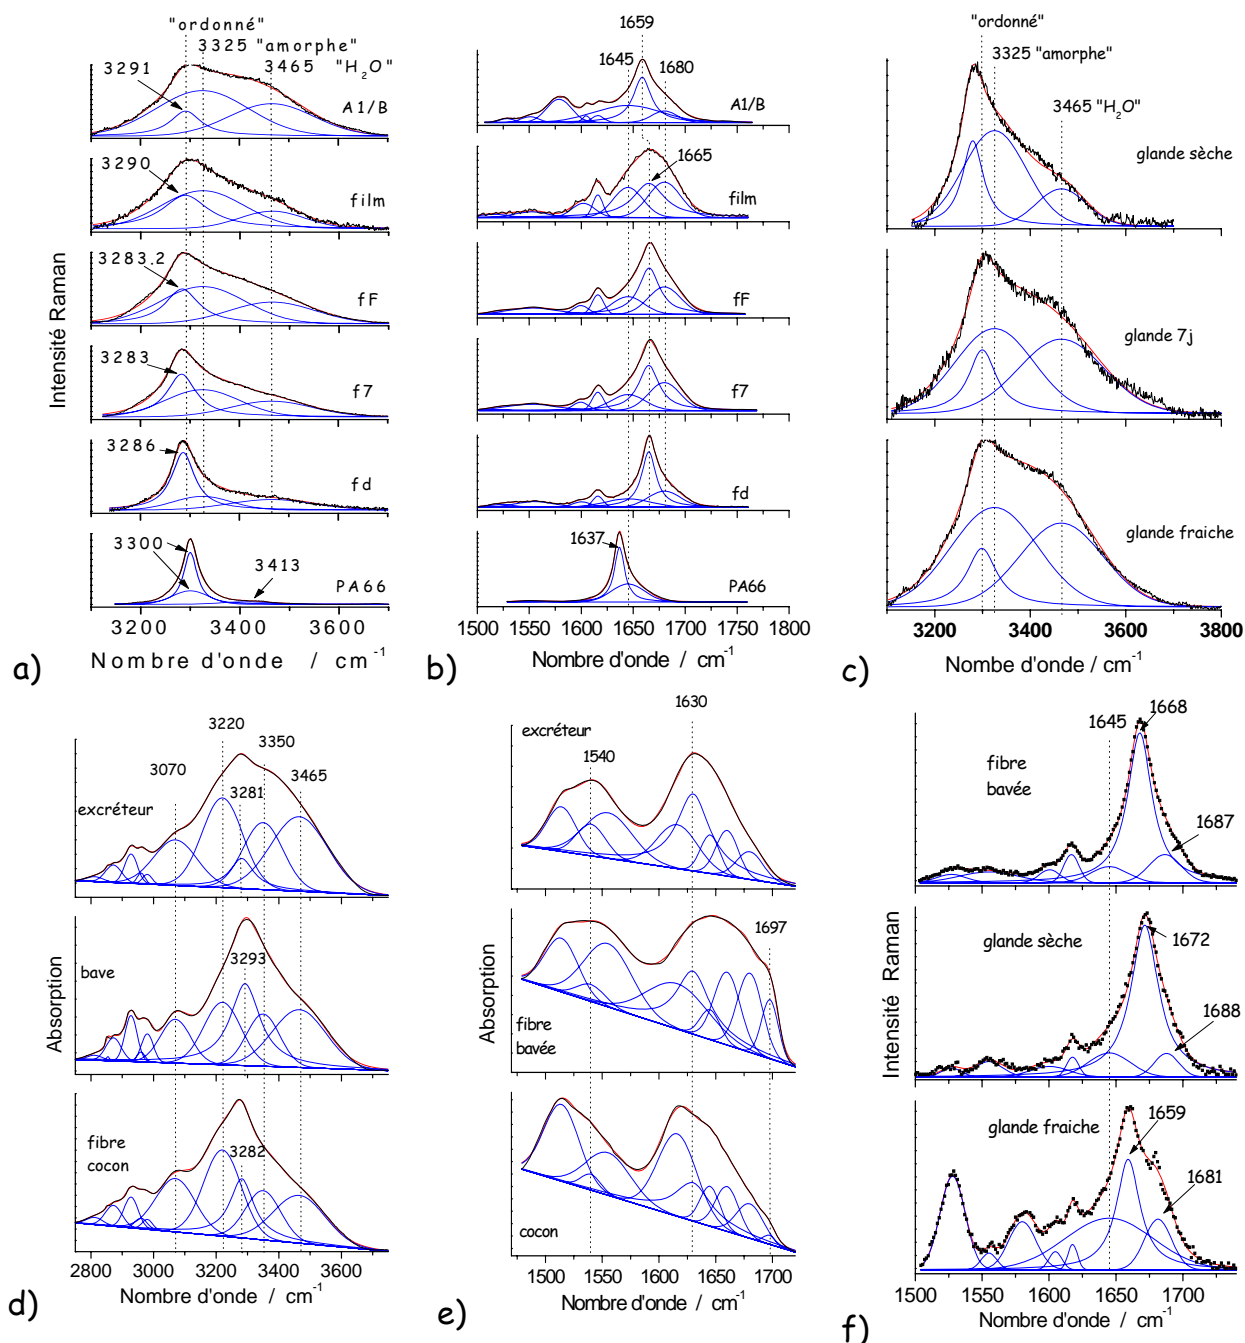 "ordonné"
3325 "amorphe"
3465 "H2O"
3291
A1/B
3290
film
3283.2
fF
3283
f7
3286
fd
3300
3413
PA66
Intensité Raman
3200 3400 3600
Nombre d'onde / cm-1
a)
1659
1645
1680
A1/B
1665
film
fF
f7
fd
1637
PA66
1500 1550 1600 1650 1700 1750 1800
Nombre d'onde / cm-1
b)
"ordonné"
3325 "amorphe"
3465 "H2O"
glande sèche
glande 7j
glande fraiche
3200 3400 3600 3800
Nombe d'onde / cm-1
c)
3220
3350
3070
3465
3281
excréteur
bave
3293
fibre
cocon
3282
Absorption
2800 3000 3200 3400 3600
Nombre d'onde / cm-1
d)
1630
excréteur
1540
1697
fibre
bavée
cocon
Absorption
1500 1550 1600 1650 1700
Nombre d'onde / cm-1
e)
1645
1668
fibre
bavée
1687
glande sèche
1672
1688
glande fraiche
1659
1681
Intensité Raman
1500 1550 1600 1650 1700
Nombre d'onde / cm-1
f)